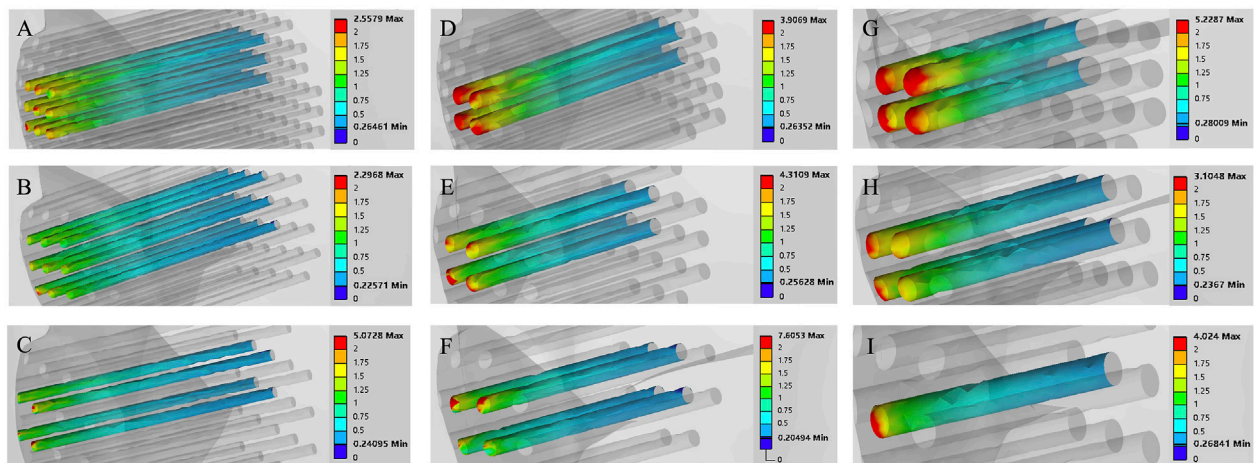 A
2.5579 Max
2
1.75
1.5
1.25
1
0.75
0.5
0.26461 Min
0
D
3.9069 Max
2
1.75
1.5
1.25
1
0.75
0.5
0.26352 Min
0
G
5.2287 Max
2
1.75
1.5
1.25
1
0.75
0.5
0.28009 Min
0
B
2.2968 Max
2
1.75
1.5
1.25
1
0.75
0.5
0.22571 Min
0
E
4.3109 Max
2
1.75
1.5
1.25
1
0.75
0.5
0.25628 Min
0
H
3.1048 Max
2
1.75
1.5
1.25
1
0.75
0.5
0.2367 Min
0
C
5.0728 Max
2
1.75
1.5
1.25
1
0.75
0.5
0.24095 Min
0
F
7.6053 Max
2
1.75
1.5
1.25
1
0.75
0.5
0.20494 Min
0
I
4.024 Max
2
1.75
1.5
1.25
1
0.75
0.5
0.26841 Min
0